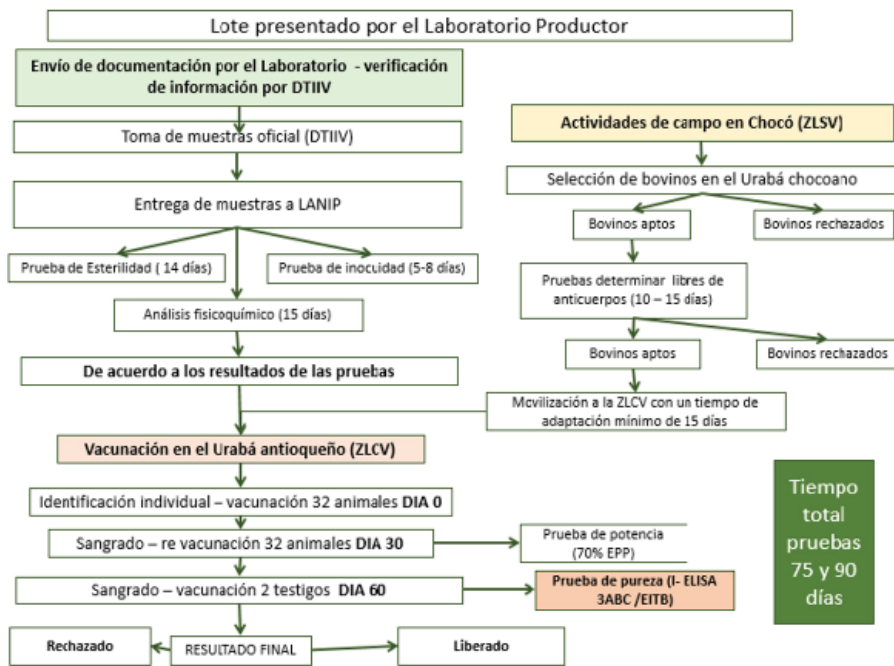 Lote presentado por el Laboratorio Productor
Envío de documentación por el Laboratorio - verificación
de información por DTIIV
Toma de muestras oficial (DTIIV)
Entrega de muestras a LANIP
Prueba de Esterilidad ( 14 días)
Prueba de inocuidad (5-8 días)
Análisis fisicoquímico (15 días)
De acuerdo a los resultados de las pruebas
Actividades de campo en Chocó (ZLSV)
Selección de bovinos en el Urabá chocoano
Bovinos aptos
Bovinos rechazados
Pruebas determinar libres de
anticuerpos (10 – 15 días)
Bovinos aptos
Bovinos rechazados
Movilización a la ZLCV con un tiempo de
adaptación mínimo de 15 días
Vacunación en el Urabá antioqueño (ZLCV)
Identificación individual – vacunación 32 animales DIA 0
Sangrado – re vacunación 32 animales DIA 30
Prueba de potencia
(70% EPP)
Sangrado – vacunación 2 testigos DIA 60
Prueba de pureza (I- ELISA
3ABC /EITB)
Rechazado
RESULTADO FINAL
Liberado
Tiempo
total
pruebas
75 y 90
días